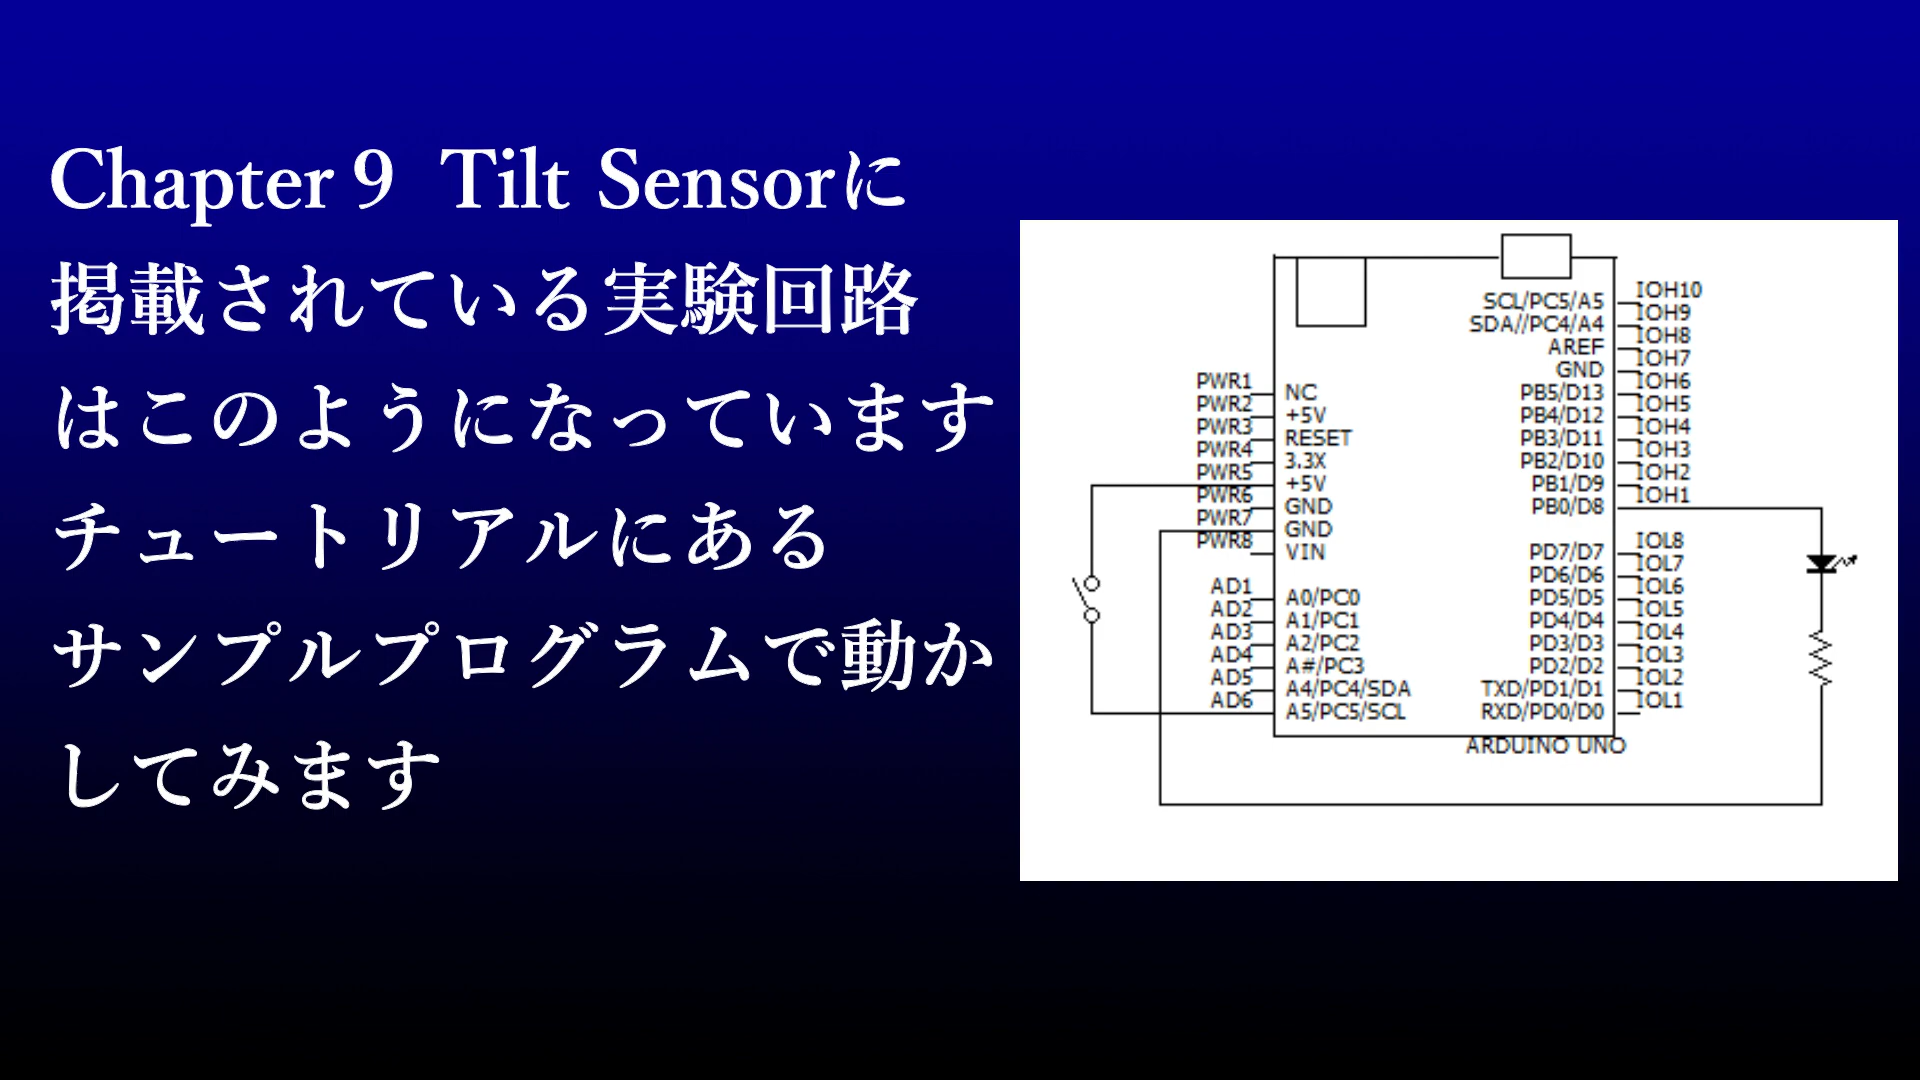 Chapter 9 Tilt Sensorに
掲載されている実験回路
はこのようになっています
チュートリアルにある
サンプルプログラムで動か
してみます
PWR1
PWR2
PWR3
PWR4
PWR5
PWR6
PWR7
PWR8
AD1
AD2
AD3
AD4
AD5
AD6
NC
+5V
RESET
3.3X
+5V
GND
GND
VIN
A0/PC0
A1/PC1
A2/PC2
A#/PC3
A4/PC4/SDA
A5/PC5/SCL
SCL/PC5/A5
SDA//PC4/A4
AREF
GND
PB5/D13
PB4/D12
PB3/D11
PB2/D10
PB1/D9
PB0/D8
PD7/D7
PD6/D6
PD5/D5
PD4/D4
PD3/D3
PD2/D2
TXD/PD1/D1
RXD/PD0/D0
IOH10
IOH9
IOH8
IOH7
IOH6
IOH5
IOH4
IOH3
IOH2
IOH1
IOL8
IOL7
IOL6
IOL5
IOL4
IOL3
IOL2
IOL1
ARDUINO UNO